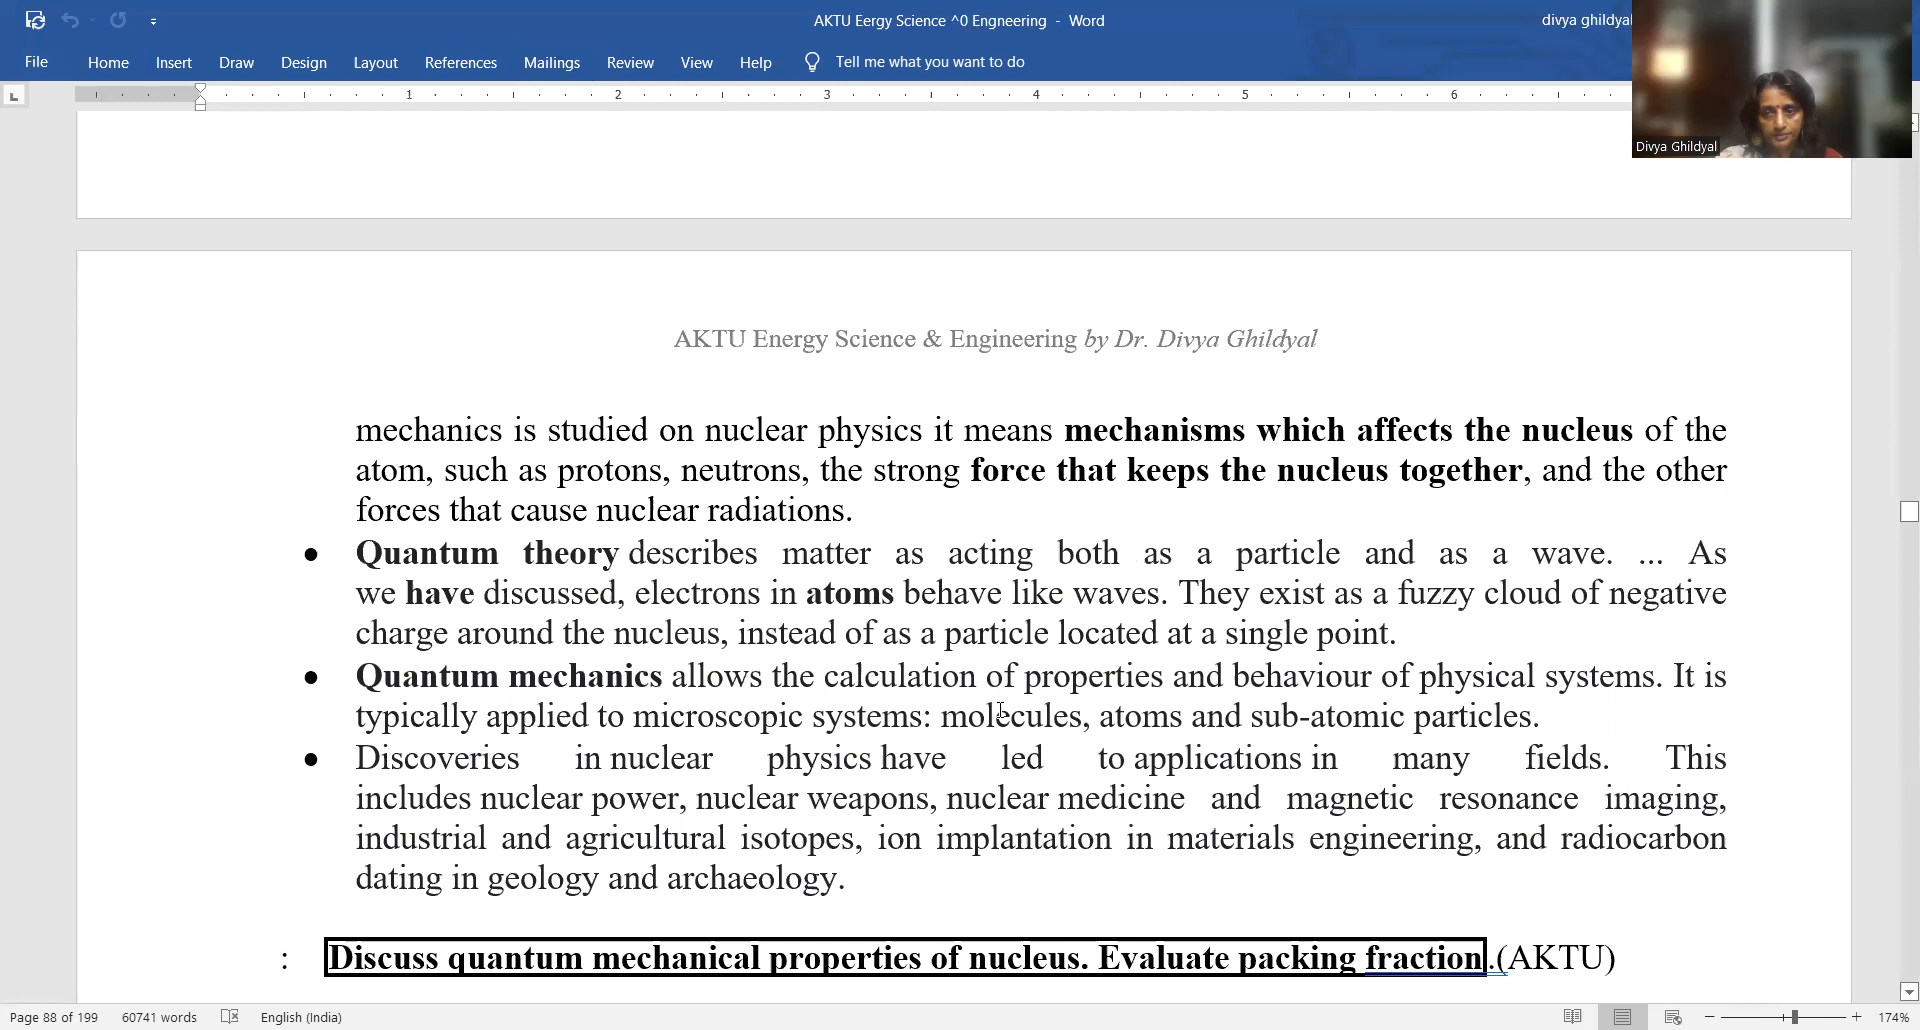 AKTU Eergy Science ^0 Engneering - Word
divya ghildyal
File Home Insert Draw Design Layout References Mailings Review View Help Tell me what you want to do
1 2 3 4 5 6
Divya Ghildyal
AKTU Energy Science & Engineering by Dr. Divya Ghildyal
mechanics is studied on nuclear physics it means mechanisms which affects the nucleus of the
atom, such as protons, neutrons, the strong force that keeps the nucleus together, and the other
forces that cause nuclear radiations.
● Quantum theory describes matter as acting both as a particle and as a wave. ... As
we have discussed, electrons in atoms behave like waves. They exist as a fuzzy cloud of negative
charge around the nucleus, instead of as a particle located at a single point.
● Quantum mechanics allows the calculation of properties and behaviour of physical systems. It is
typically applied to microscopic systems: molecules, atoms and sub-atomic particles.
● Discoveries in nuclear physics have led to applications in many fields. This
includes nuclear power, nuclear weapons, nuclear medicine and magnetic resonance imaging,
industrial and agricultural isotopes, ion implantation in materials engineering, and radiocarbon
dating in geology and archaeology.
: Discuss quantum mechanical properties of nucleus. Evaluate packing fraction.(AKTU)
Page 88 of 199 60741 words English (India) 174%